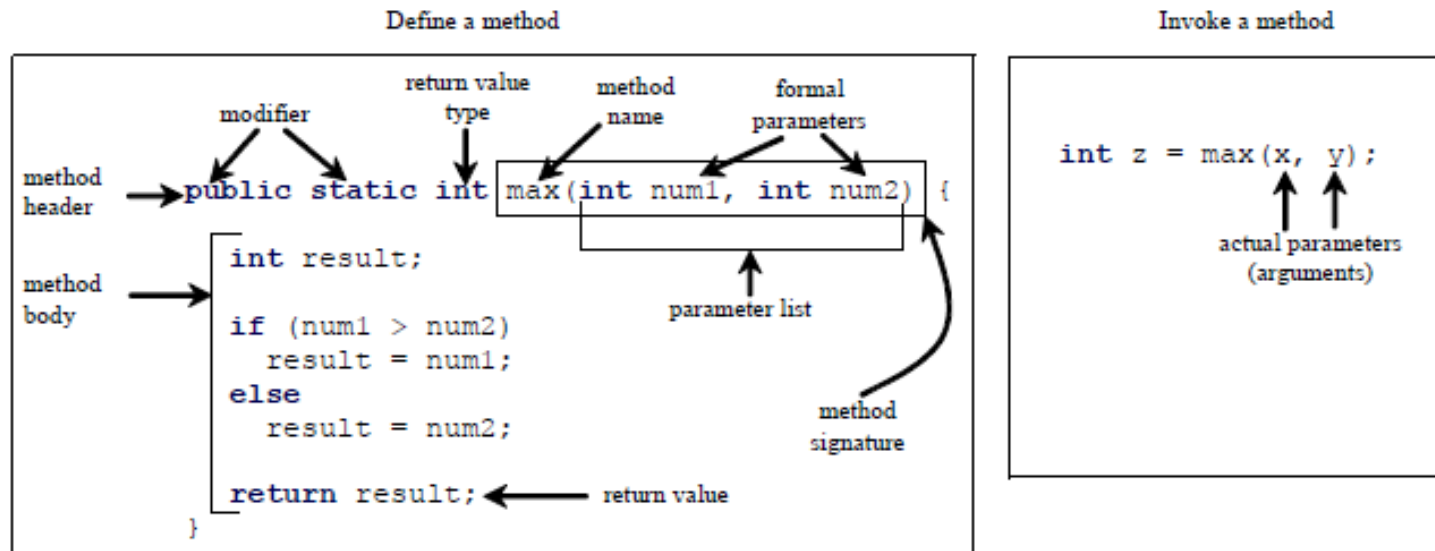 Define a method
Invoke a method
return value
type
method
name
formal
parameters
modifier
method
header
public static int max(int num1, int num2) {
int result;
method
body
parameter list
if (num1 > num2)
result = num1;
else
result = num2;
method
signature
return result;
return value
}
int z = max(x, y);
actual parameters
(arguments)